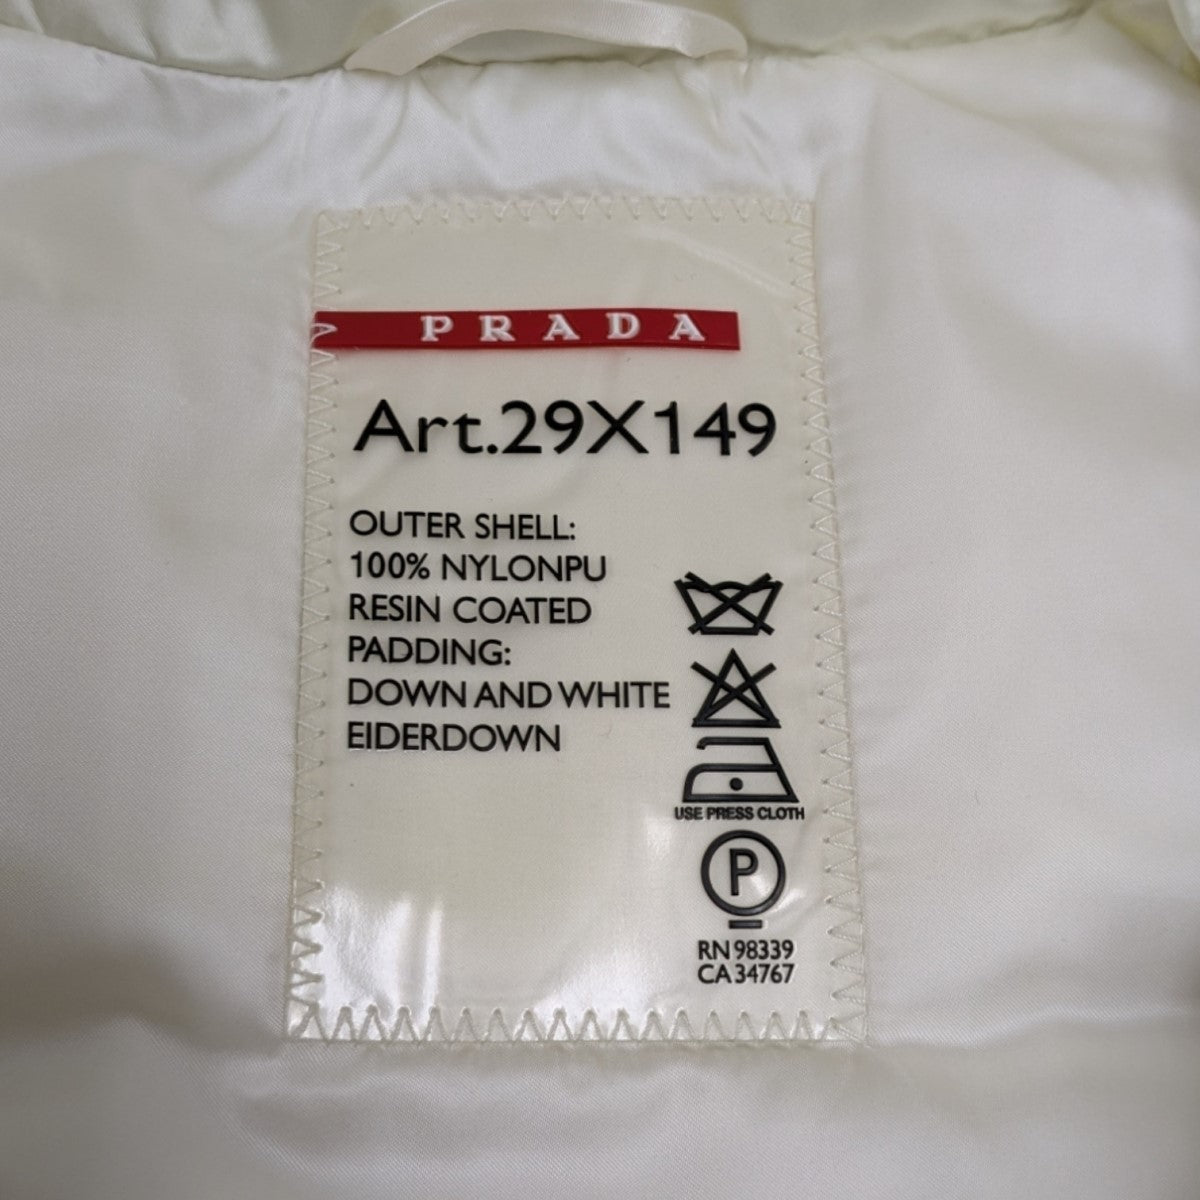 PRADA
Art.29X149
OUTER SHELL:
100% NYLONPU
RESIN COATED
PADDING:
DOWN AND WHITE
EIDERDOWN
USE PRESS CLOTH
P
RN 98339
CA 34767